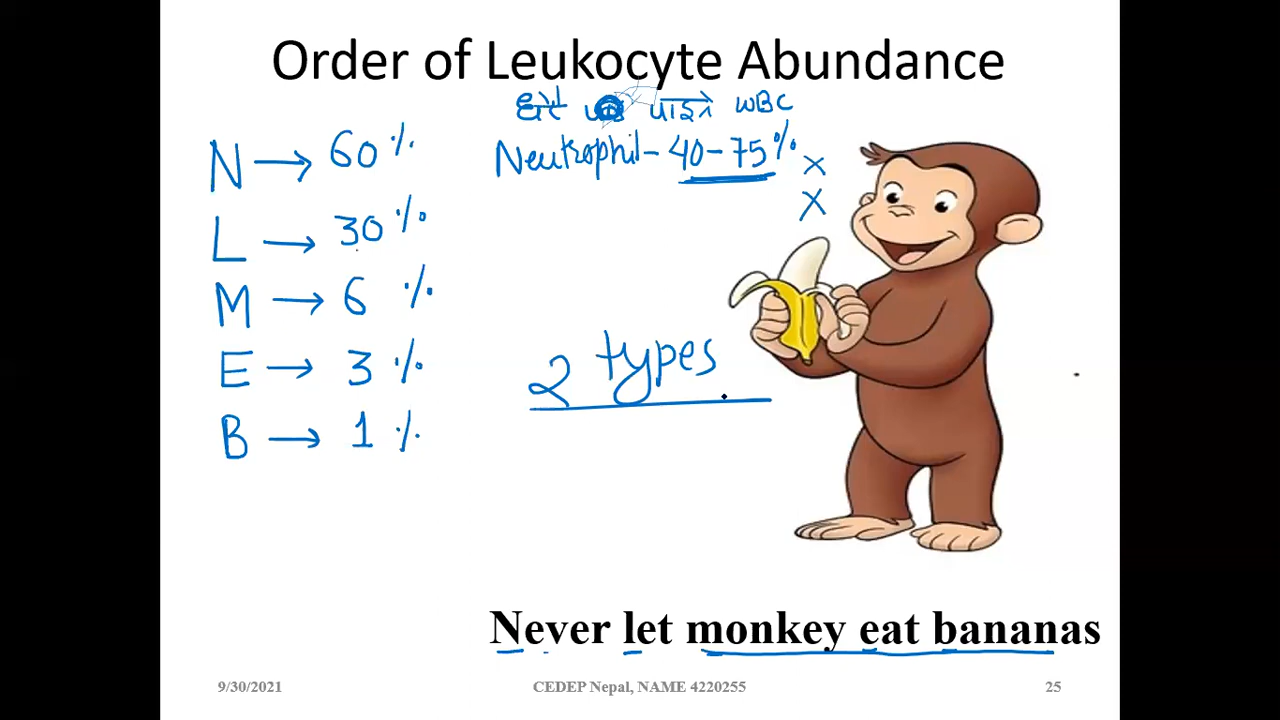 Order of Leukocyte Abundance
धेरै पाइने WBC
Neutrophil - 40-75% x
x
N → 60 %
L → 30 %
M → 6 %
E → 3 %
B → 1 %
2 types
Never let monkey eat bananas
9/30/2021 CEDEP Nepal, NAME 4220255 25